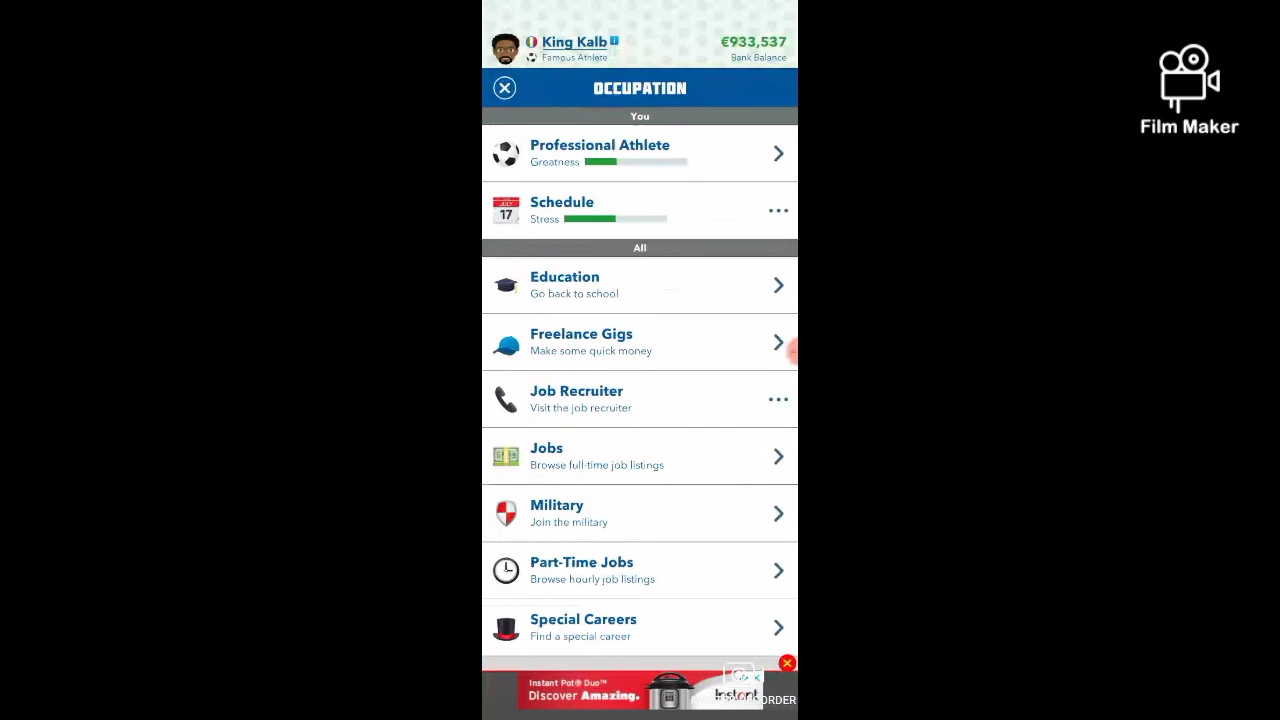 King Kalb
Famous Athlete
€933,537
Bank Balance
Film Maker
OCCUPATION
You
Professional Athlete
Greatness
JULY
17
Schedule
Stress
All
Education
Go back to school
Freelance Gigs
Make some quick money
Job Recruiter
Visit the job recruiter
Jobs
Browse full-time job listings
Military
Join the military
Part-Time Jobs
Browse hourly job listings
Special Careers
Find a special career
Instant Pot® Duo™
Discover Amazing.
Instant